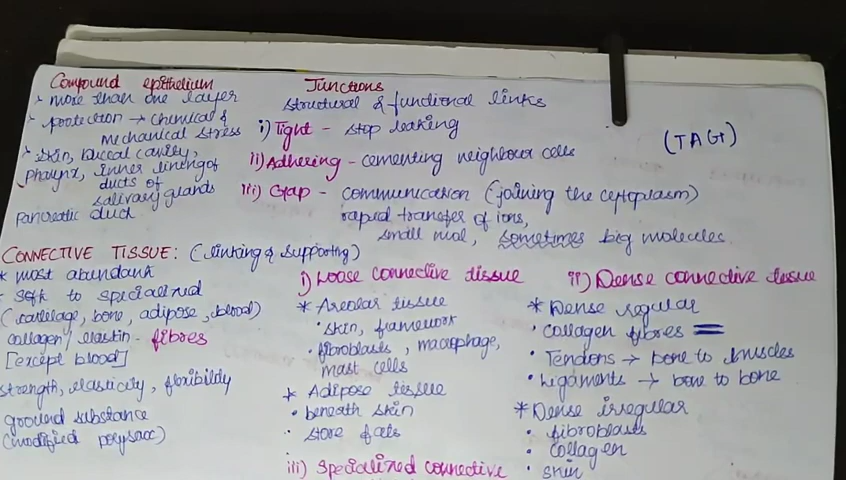 Compound epithelium
> more than one layer
> protection → chemical &
mechanical stress
> skin, buccal cavity,
pharynx, inner lining of
ducts of
salivary glands
pancreatic duct
Junctions
structural & functional links
i) Tight - stop leaking
(TAG)
ii) Adhering - cementing neighbour cells
iii) Gap - communication (joining the cytoplasm)
rapid transfer of ions,
small mol, sometimes big molecules
CONNECTIVE TISSUE: (linking & supporting)
* most abundant
- soft to specialized
(cartilage, bone, adipose, blood)
collagen/elastin - fibres
[except blood]
strength, elasticity, flexibility
ground substance
(modified polysacc)
i) Loose connective tissue
* Areolar tissue
· skin, framework
· fibroblasts, macrophage,
mast cells
* Adipose tissue
· beneath skin
· store fats
iii) Specialized connective
ii) Dense connective tissue
* Dense regular
· Collagen fibres =
· Tendons → bone to muscles
· Ligaments → bone to bone
* Dense irregular
· fibroblasts
· Collagen
· skin